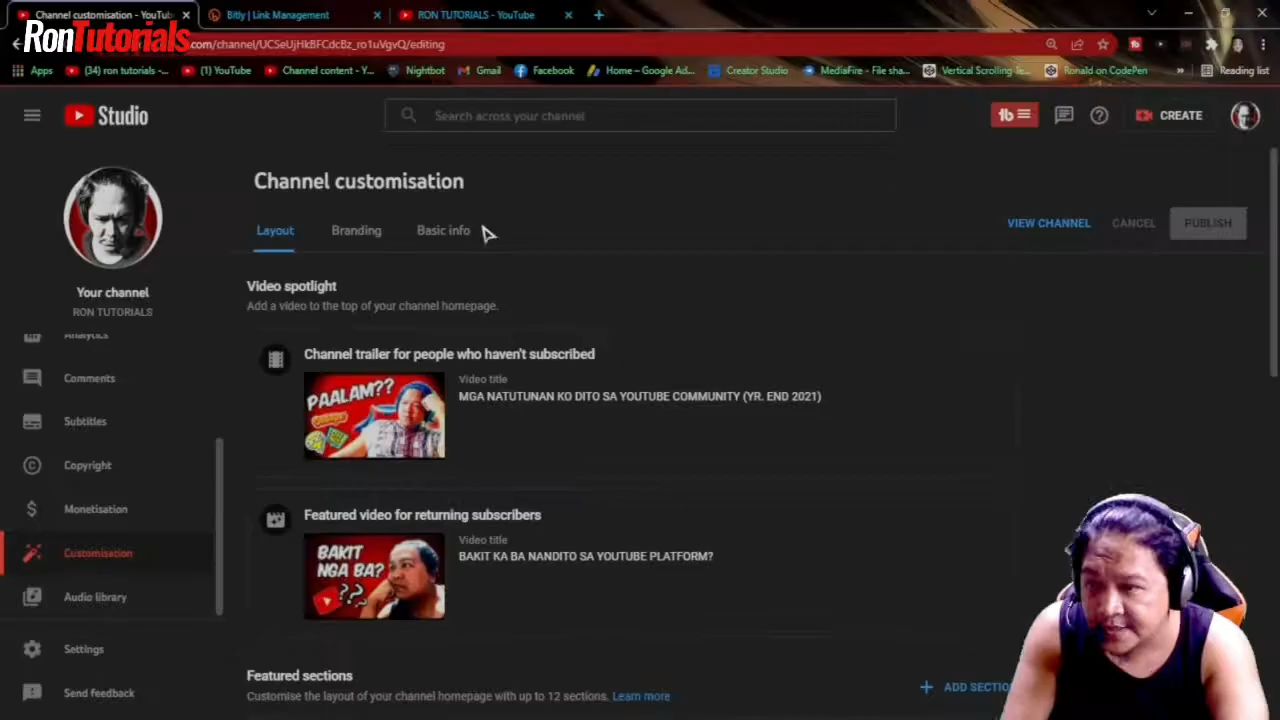 Channel customisation - YouTub
Bitly | Link Management
RON TUTORIALS - YouTube
RonTutorials
.com/channel/UCSeUjHkBFCdcBz_ro1uVgvQ/editing
Apps
(34) ron tutorials -...
(1) YouTube
Channel content - Y...
Nightbot
Gmail
Facebook
Home – Google Ad...
Creator Studio
MediaFire - File sha...
Vertical Scrolling Te...
Ronald on CodePen
Reading list
Studio
Search across your channel
CREATE
Channel customisation
Layout
Branding
Basic info
VIEW CHANNEL
CANCEL
PUBLISH
Your channel
RON TUTORIALS
Analytics
Comments
Subtitles
Copyright
Monetisation
Customisation
Audio library
Settings
Send feedback
Video spotlight
Add a video to the top of your channel homepage.
Channel trailer for people who haven't subscribed
PAALAM??
Video title
MGA NATUTUNAN KO DITO SA YOUTUBE COMMUNITY (YR. END 2021)
Featured video for returning subscribers
BAKIT
NGA BA?
??
Video title
BAKIT KA BA NANDITO SA YOUTUBE PLATFORM?
Featured sections
Customise the layout of your channel homepage with up to 12 sections. Learn more
+ ADD SECTIO